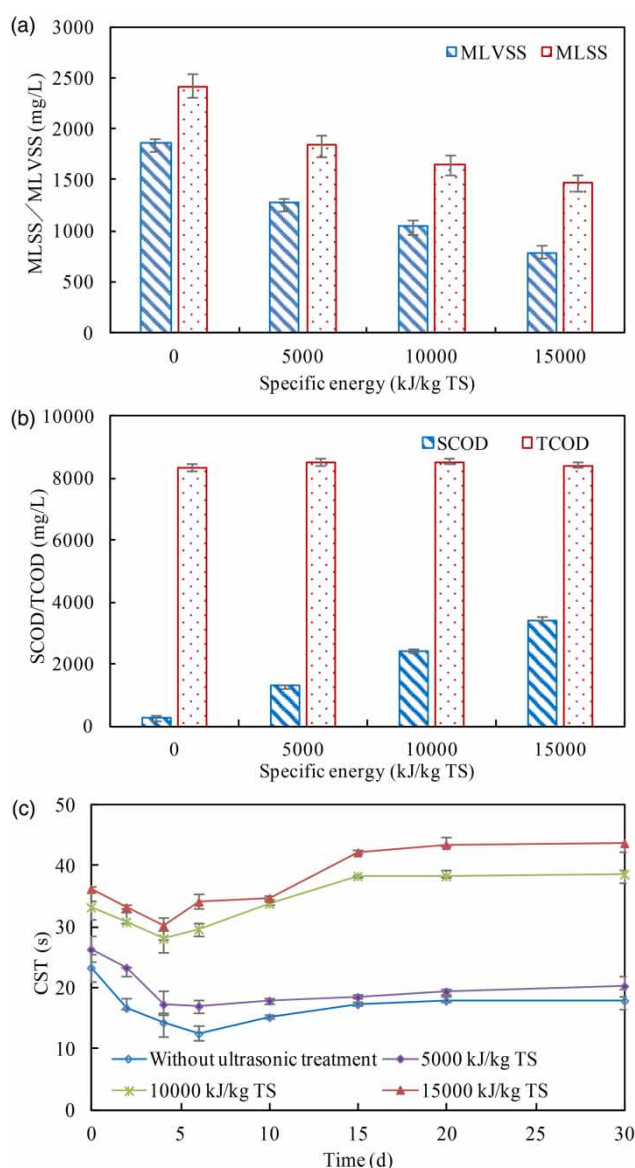 (a)
3000
2500
2000
1500
1000
500
0
MLSS／MLVSS (mg/L)
MLVSS MLSS
0 5000 10000 15000
Specific energy (kJ/kg TS)
(b)
10000
8000
6000
4000
2000
0
SCOD/TCOD (mg/L)
SCOD TCOD
0 5000 10000 15000
Specific energy (kJ/kg TS)
(c)
50
40
30
20
10
0
CST (s)
Without ultrasonic treatment 5000 kJ/kg TS
10000 kJ/kg TS 15000 kJ/kg TS
0 5 10 15 20 25 30
Time (d)